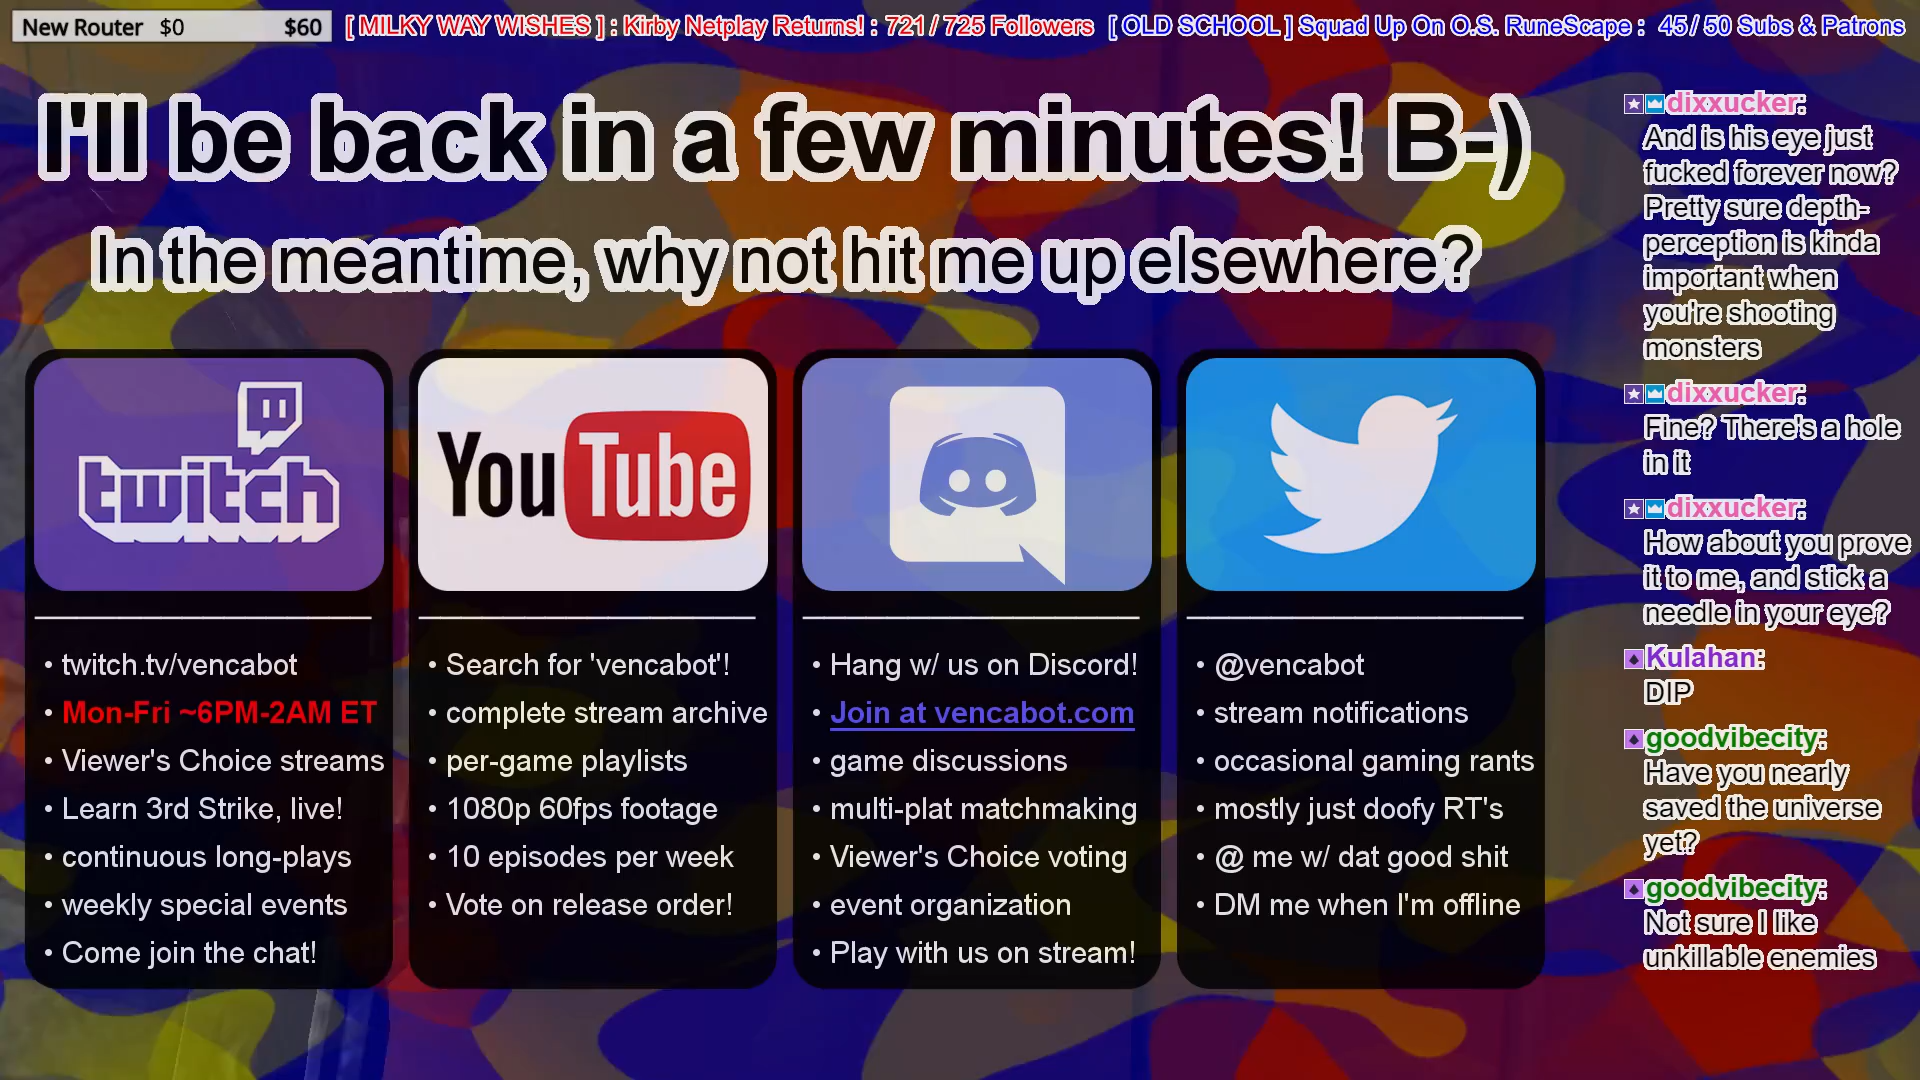 New Router $0 $60
[ MILKY WAY WISHES ] : Kirby Netplay Returns! : 721 / 725 Followers [ OLD SCHOOL ] Squad Up On O.S. RuneScape : 45 / 50 Subs & Patrons
I'll be back in a few minutes! B-)
In the meantime, why not hit me up elsewhere?
twitch
• twitch.tv/vencabot
• Mon-Fri ~6PM-2AM ET
• Viewer's Choice streams
• Learn 3rd Strike, live!
• continuous long-plays
• weekly special events
• Come join the chat!
YouTube
• Search for 'vencabot'!
• complete stream archive
• per-game playlists
• 1080p 60fps footage
• 10 episodes per week
• Vote on release order!
• Hang w/ us on Discord!
• Join at vencabot.com
• game discussions
• multi-plat matchmaking
• Viewer's Choice voting
• event organization
• Play with us on stream!
• @vencabot
• stream notifications
• occasional gaming rants
• mostly just doofy RT's
• @ me w/ dat good shit
• DM me when I'm offline
dixxucker:
And is his eye just
fucked forever now?
Pretty sure depth-
perception is kinda
important when
you're shooting
monsters
dixxucker:
Fine? There's a hole
in it
dixxucker:
How about you prove
it to me, and stick a
needle in your eye?
Kulahan:
DIP
goodvibecity:
Have you nearly
saved the universe
yet?
goodvibecity:
Not sure I like
unkillable enemies